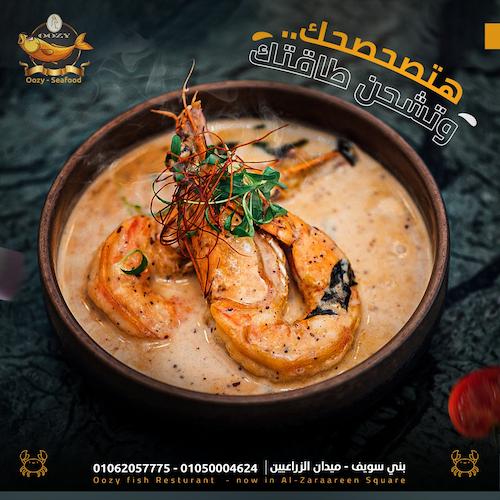 OOZY
Oozy - Seafood
هتصحصحك..
وتشحن طاقتك
بني سويف - ميدان الزراعيين | 01050004624 - 01062057775
Oozy fish Resturant - now in Al-Zaraareen Square